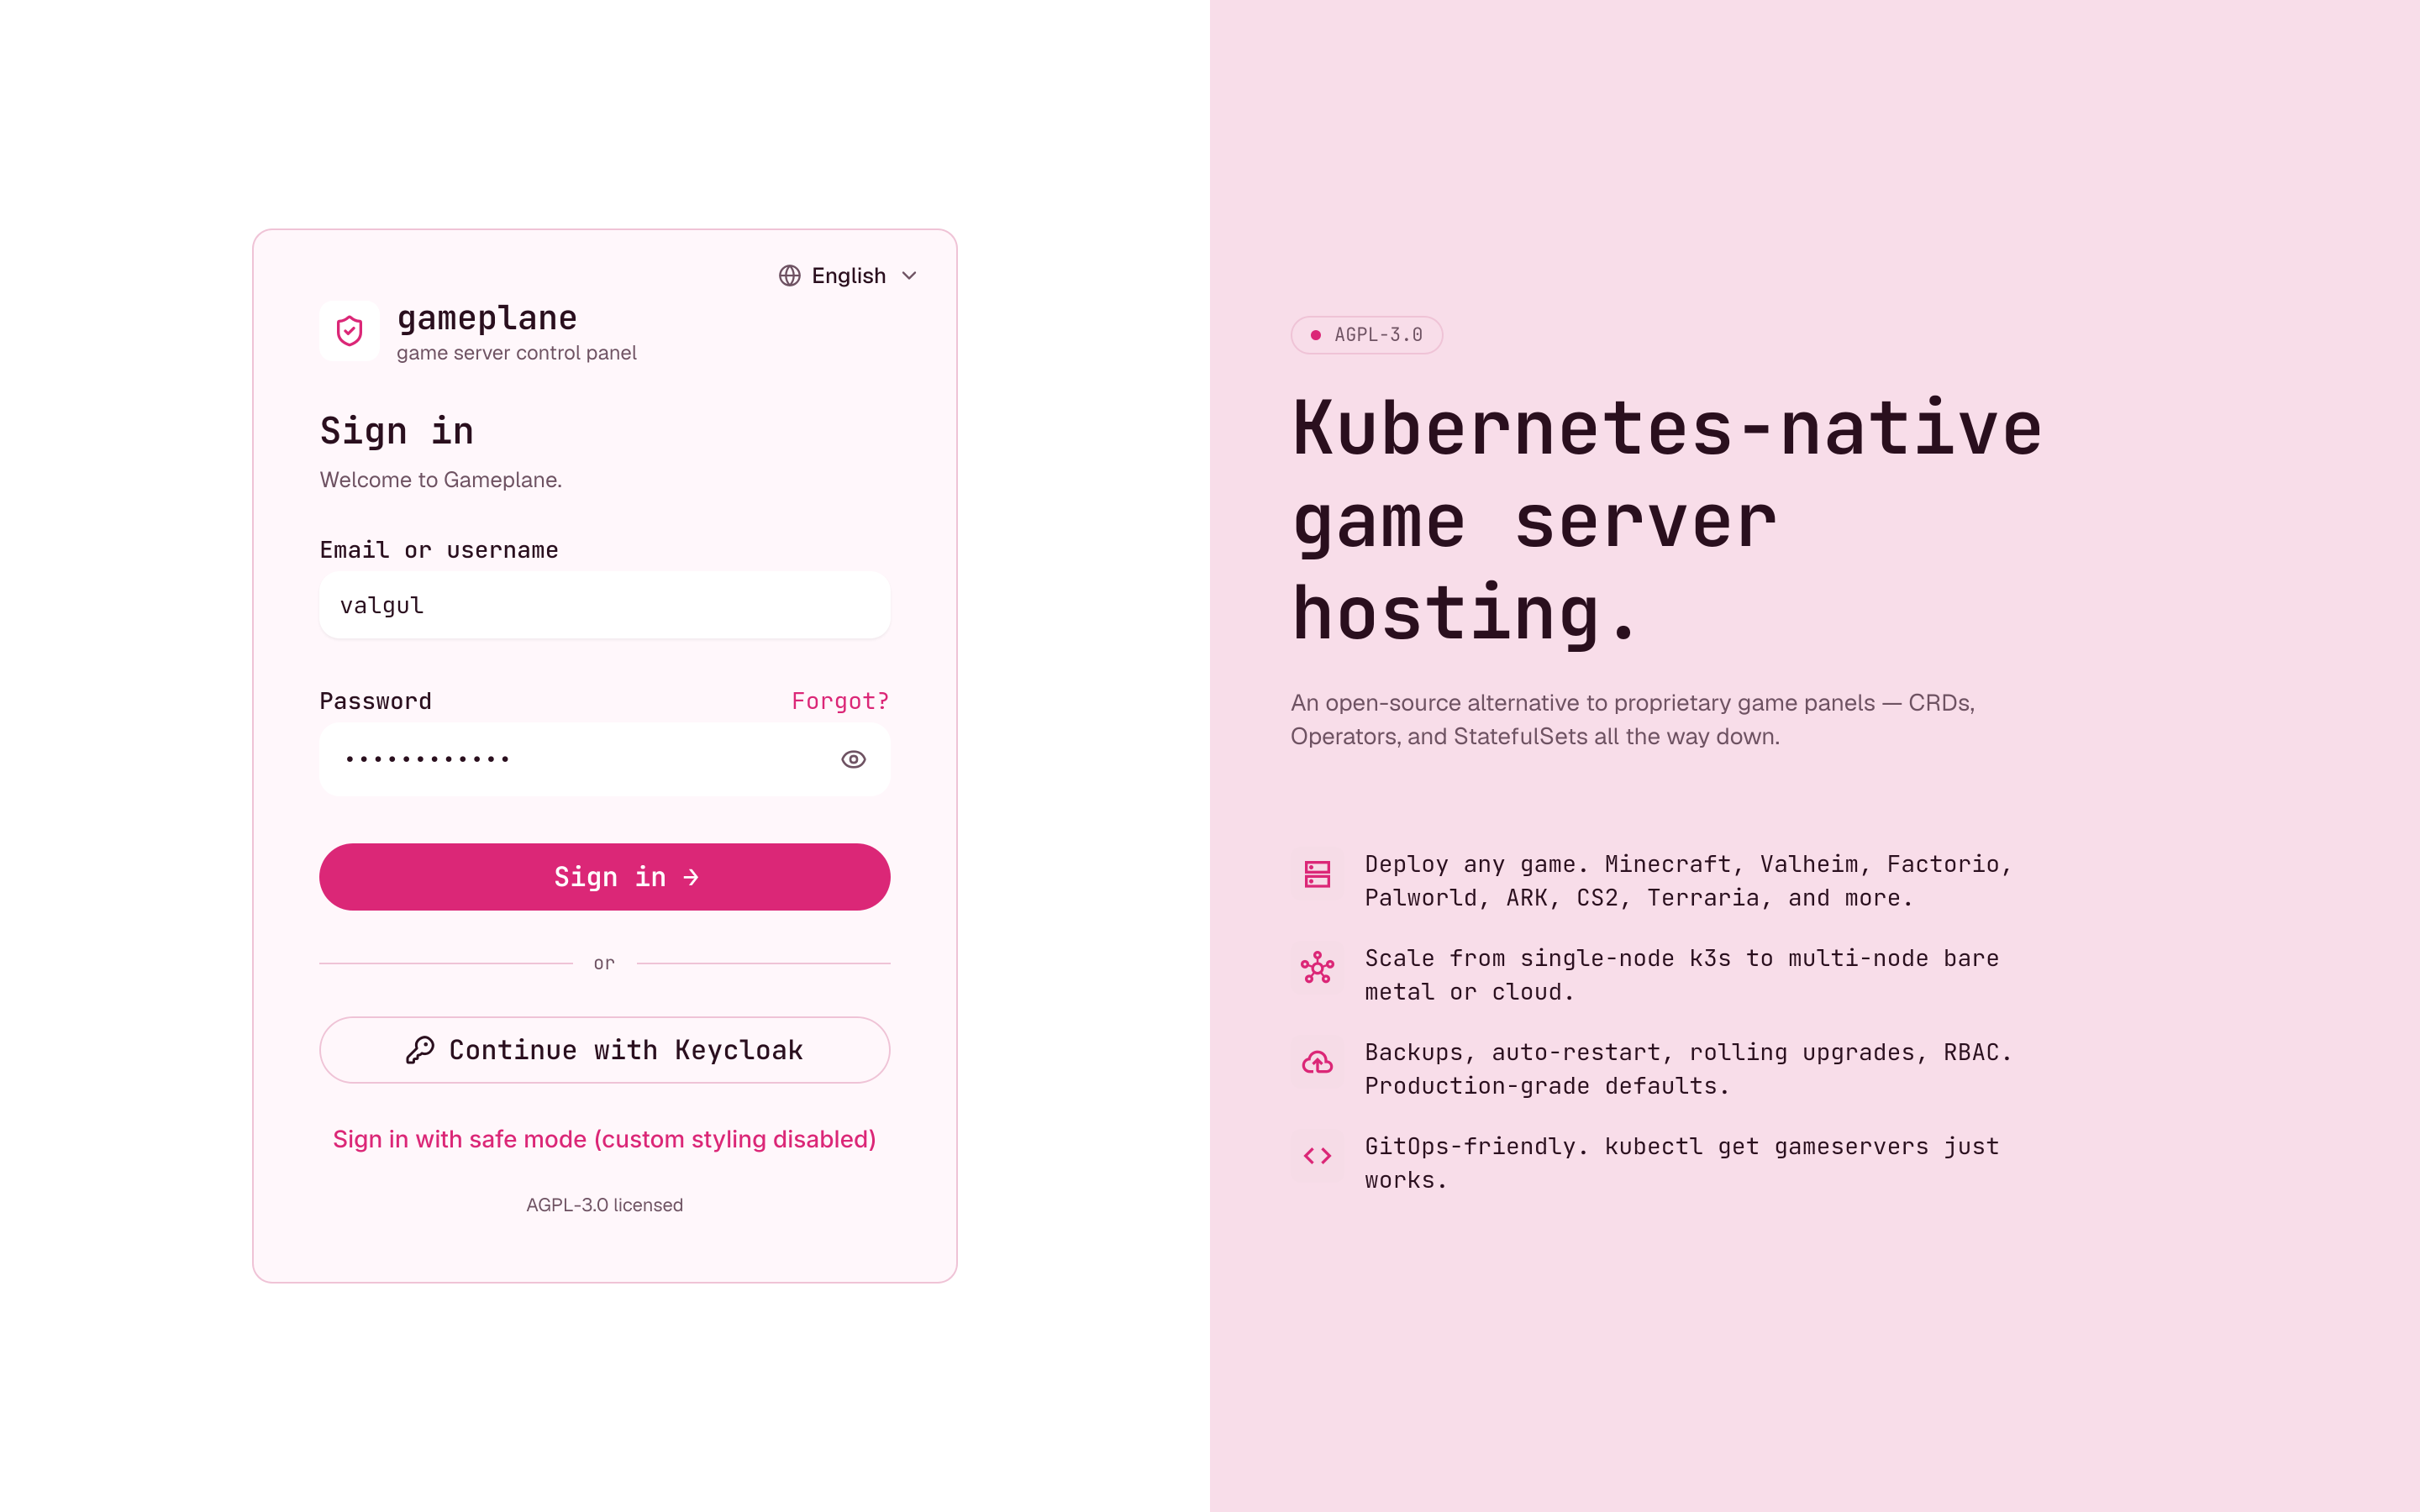 English
gameplane
game server control panel
Sign in
Welcome to Gameplane.
Email or username
valgul
Password
Forgot?
••••••••••••
Sign in →
or
Continue with Keycloak
Sign in with safe mode (custom styling disabled)
AGPL-3.0 licensed
AGPL-3.0
Kubernetes-native
game server
hosting.
An open-source alternative to proprietary game panels — CRDs,
Operators, and StatefulSets all the way down.
Deploy any game. Minecraft, Valheim, Factorio,
Palworld, ARK, CS2, Terraria, and more.
Scale from single-node k3s to multi-node bare
metal or cloud.
Backups, auto-restart, rolling upgrades, RBAC.
Production-grade defaults.
GitOps-friendly. kubectl get gameservers just
works.